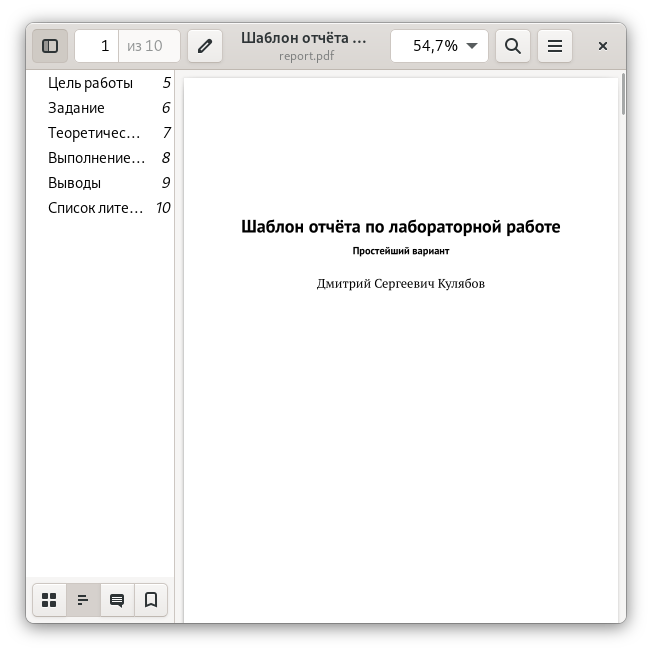 1 из 10 Шаблон отчёта ... 54,7%
report.pdf
Цель работы 5
Задание 6
Теоретичес... 7
Выполнение... 8
Выводы 9
Список лите... 10
Шаблон отчёта по лабораторной работе
Простейший вариант
Дмитрий Сергеевич Кулябов